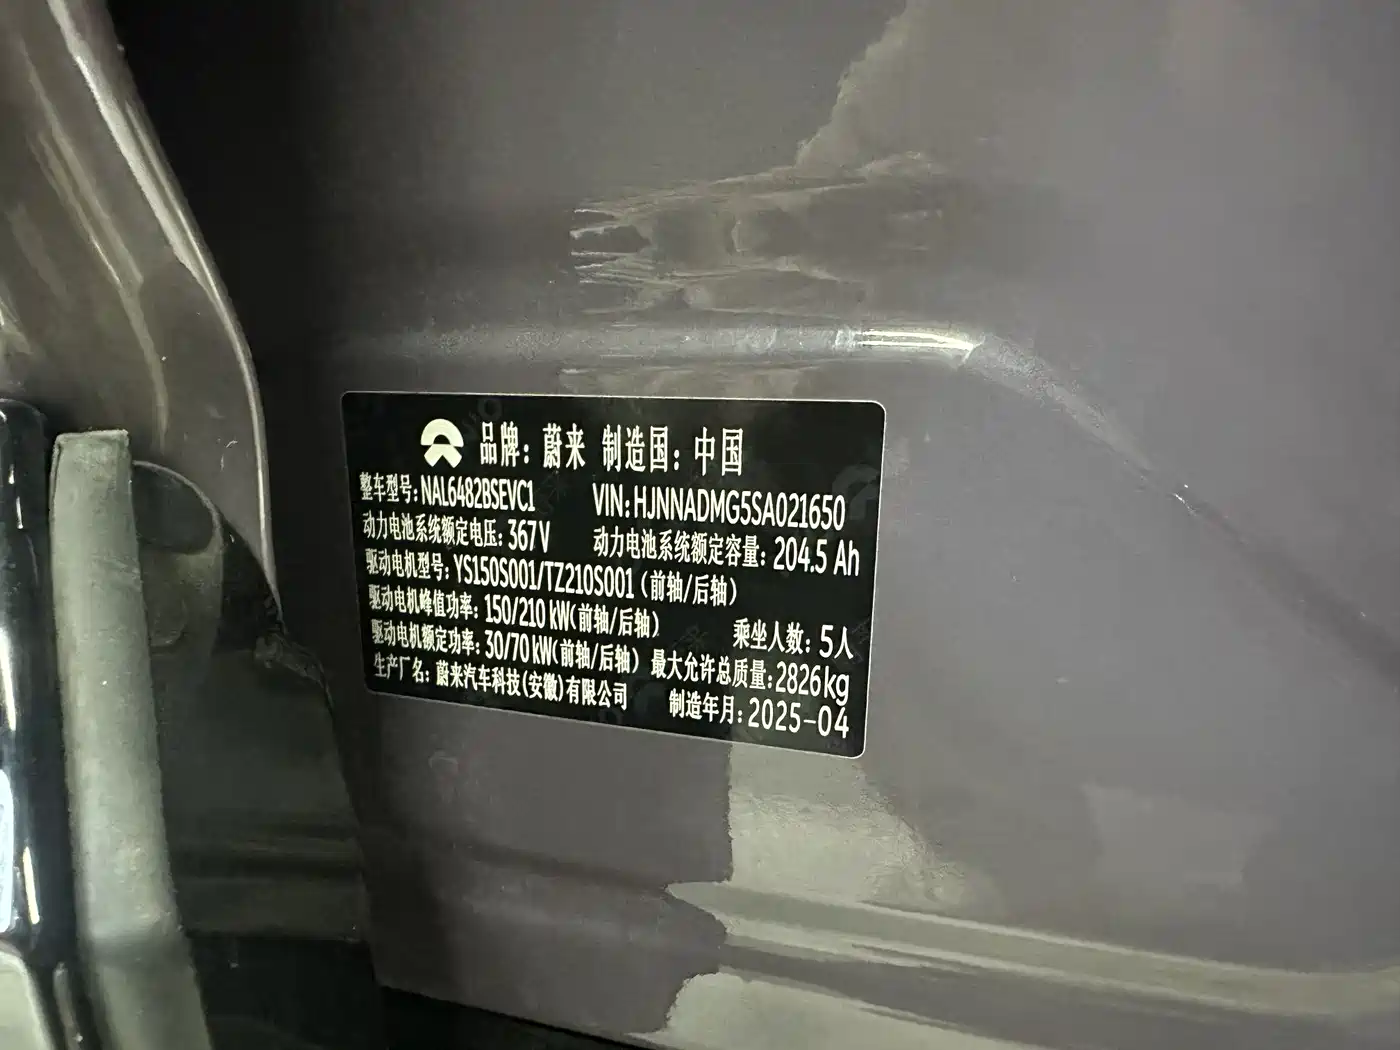 品牌：蔚来 制造国：中国
整车型号：NAL6482BSEVC1 VIN：HJNNADMG5SA021650
动力电池系统额定电压：367V 动力电池系统额定容量：204.5 Ah
驱动电机型号：YS150S001/TZ210S001（前轴/后轴）
驱动电机峰值功率：150/210 kW(前轴/后轴) 乘坐人数：5人
驱动电机额定功率：30/70 kW(前轴/后轴) 最大允许总质量：2826kg
生产厂名：蔚来汽车科技(安徽)有限公司 制造年月：2025-04